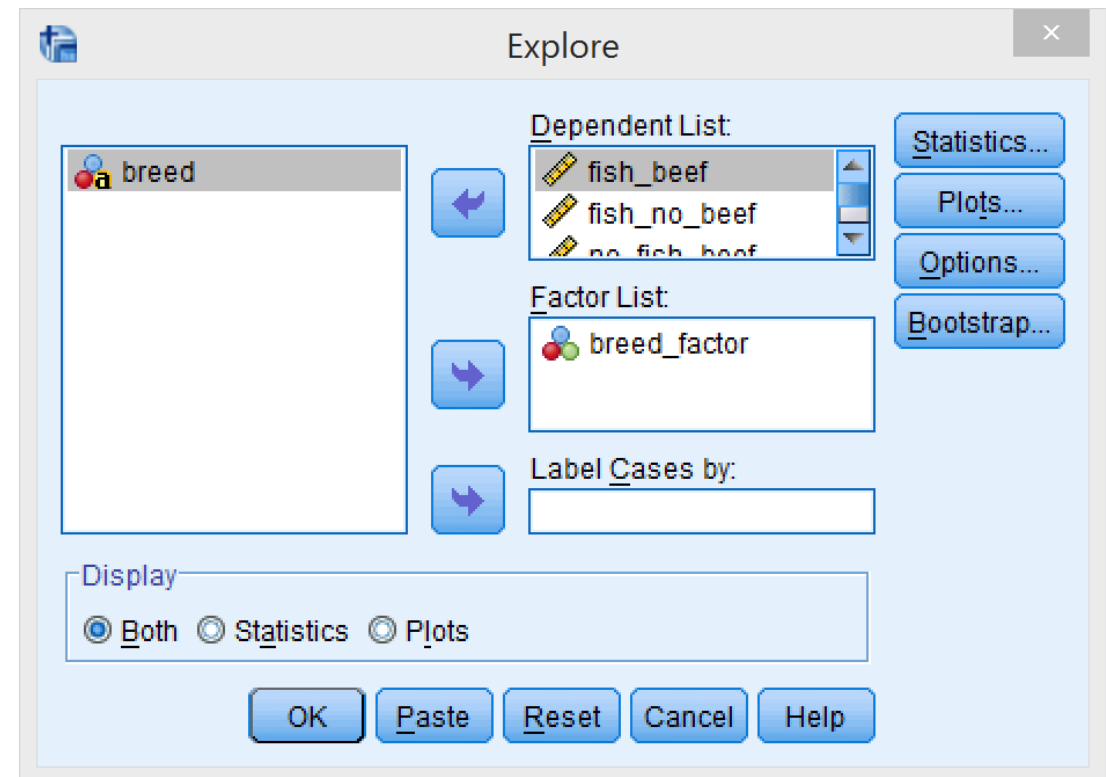 Explore
breed
Dependent List:
fish_beef
fish_no_beef
no_fish_beef
Factor List:
breed_factor
Label Cases by:
Statistics...
Plots...
Options...
Bootstrap...
Display
Both Statistics Plots
OK Paste Reset Cancel Help